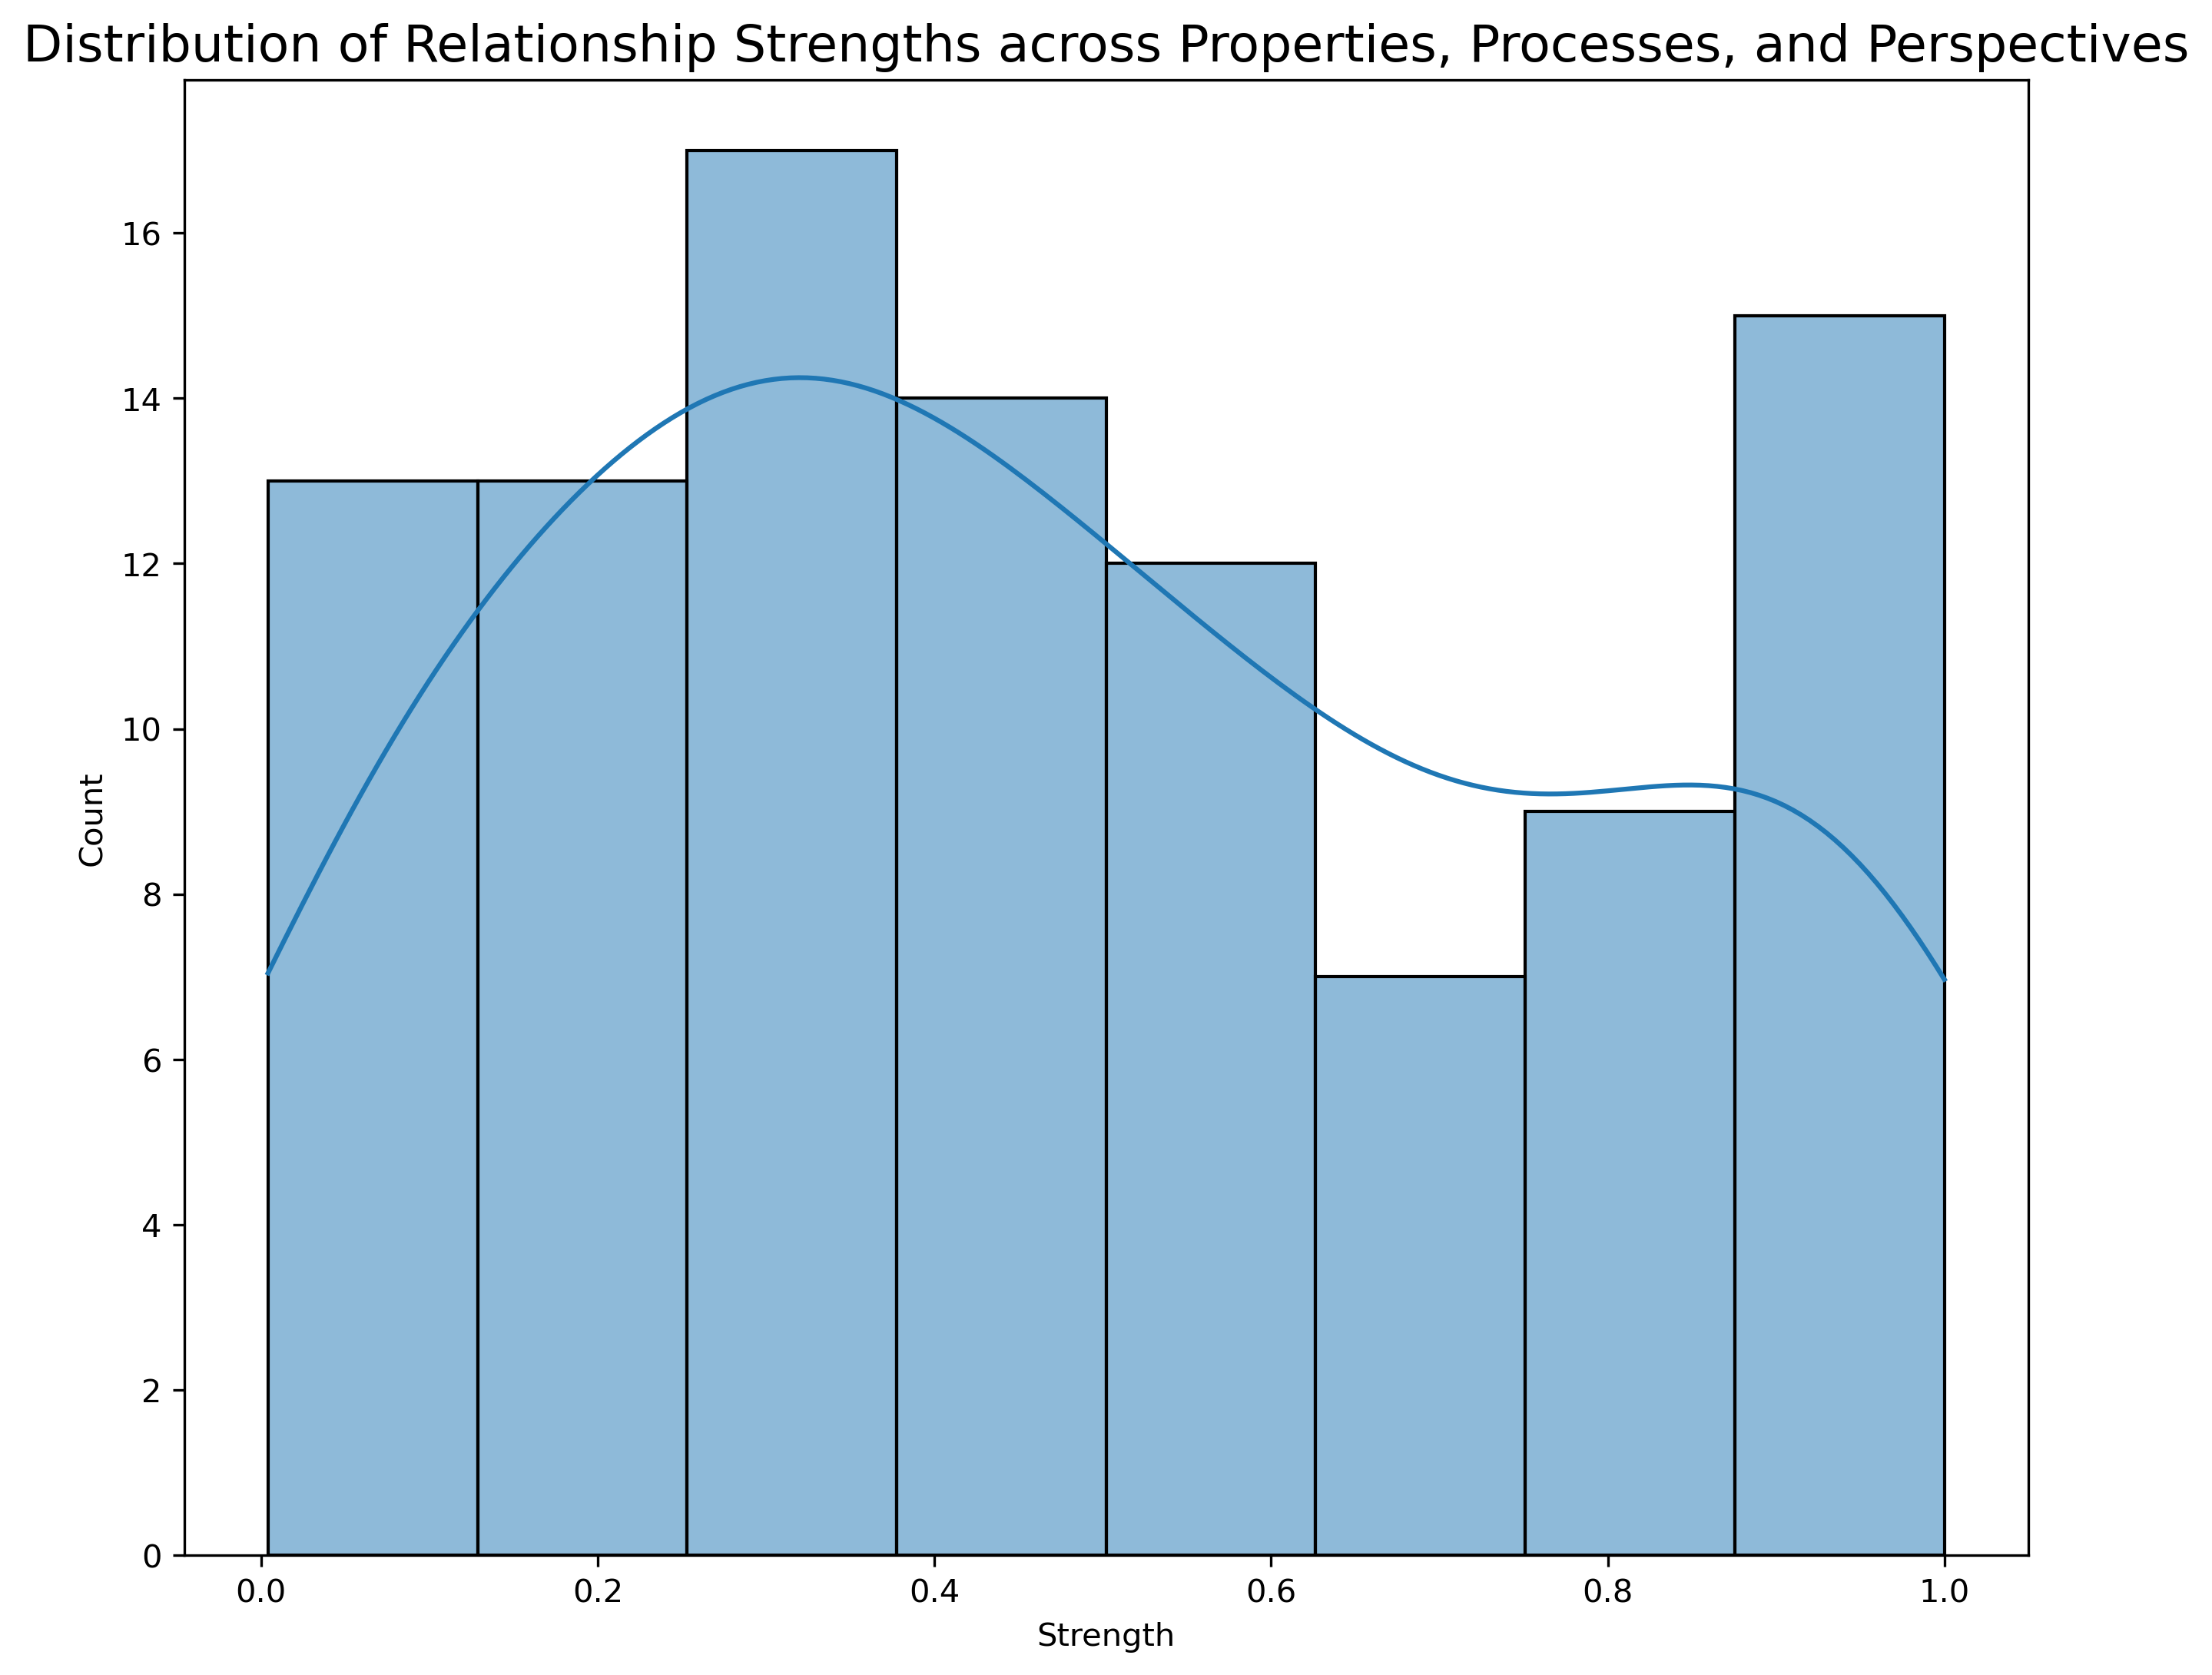 Distribution of Relationship Strengths across Properties, Processes, and Perspectives
16
14
12
10
8
6
4
2
0
Count
0.0 0.2 0.4 0.6 0.8 1.0
Strength